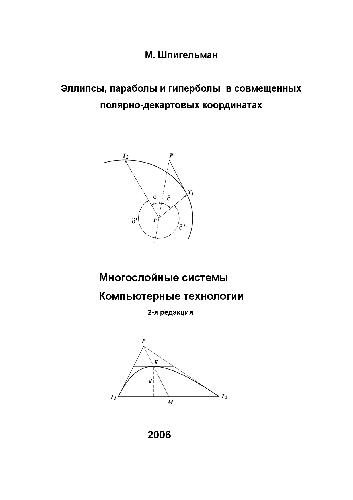 М. Шпигельман
Эллипсы, параболы и гиперболы в совмещенных
полярно-декартовых координатах
P
Многослойные системы
Компьютерные технологии
2-я редакция
M
2006